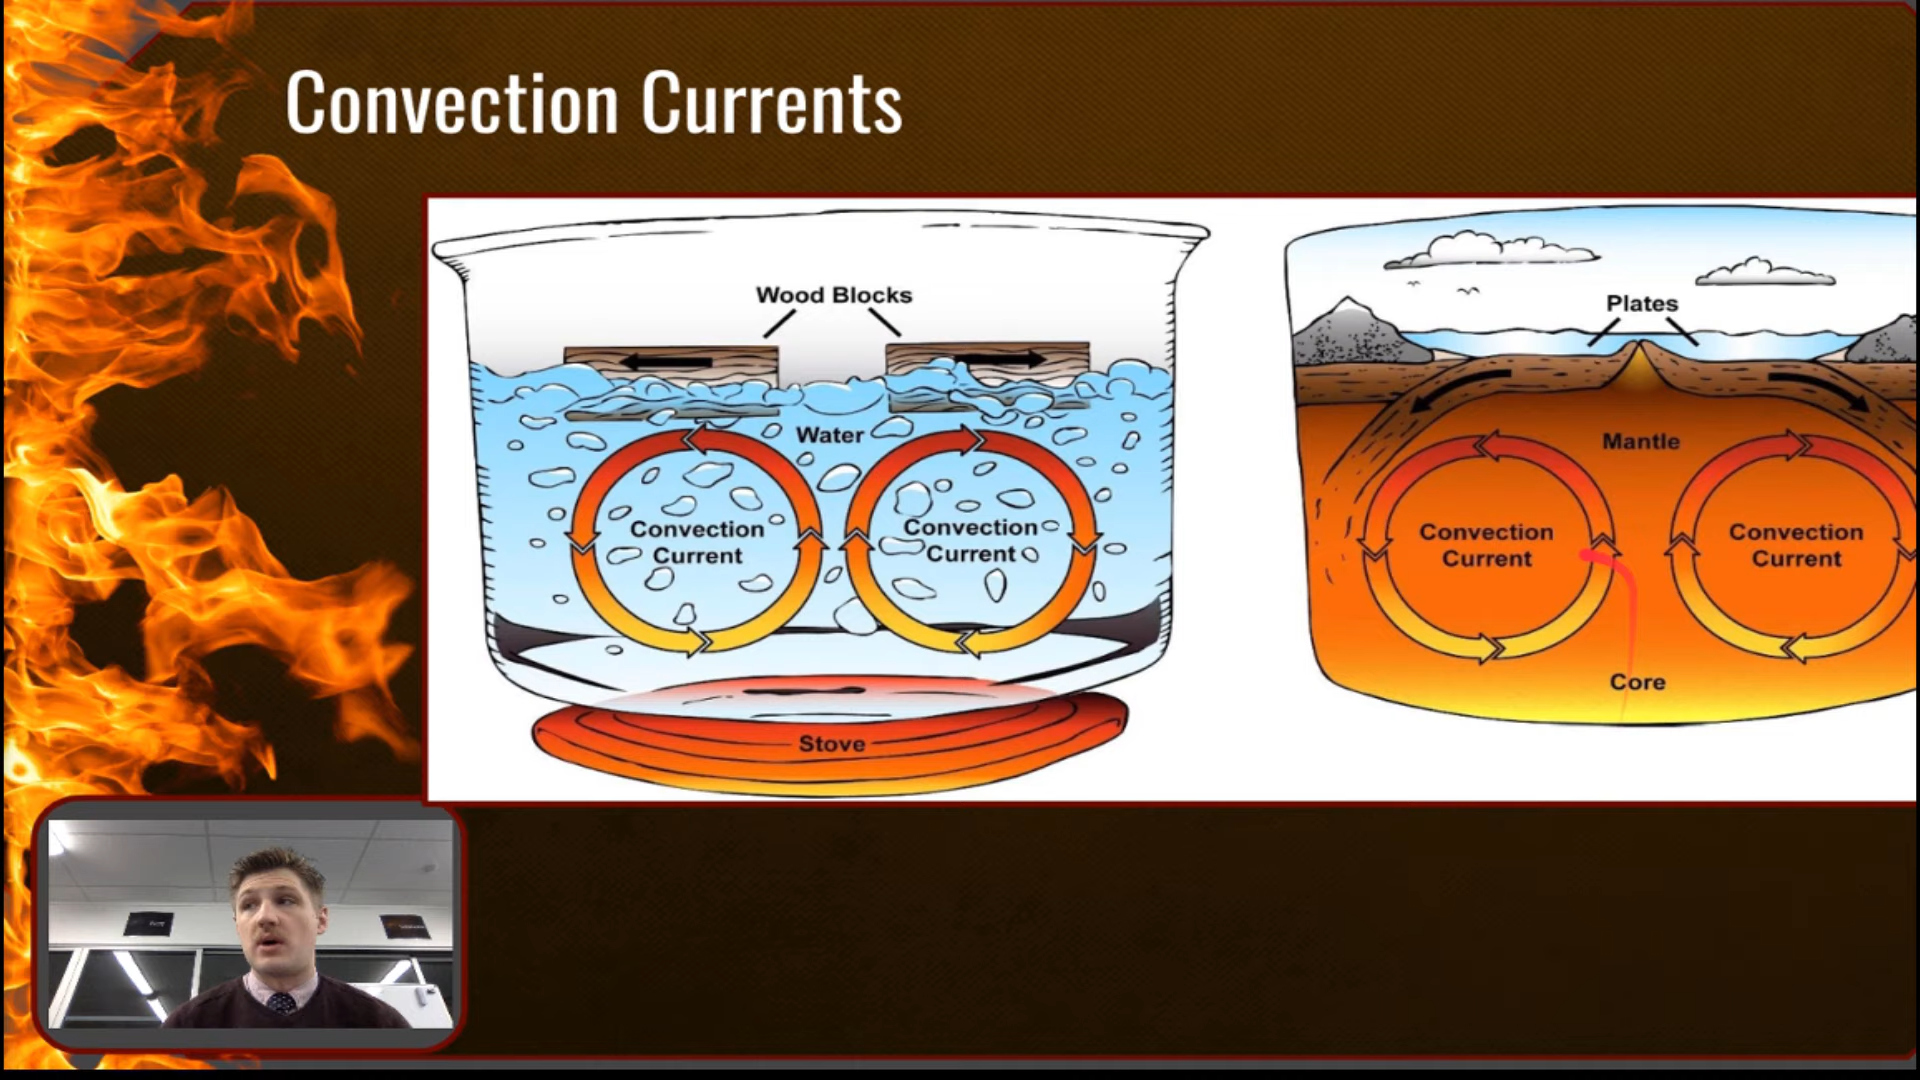 Convection Currents
Wood Blocks
Water
Convection
Current
Convection
Current
Stove
Plates
Mantle
Convection
Current
Convection
Current
Core